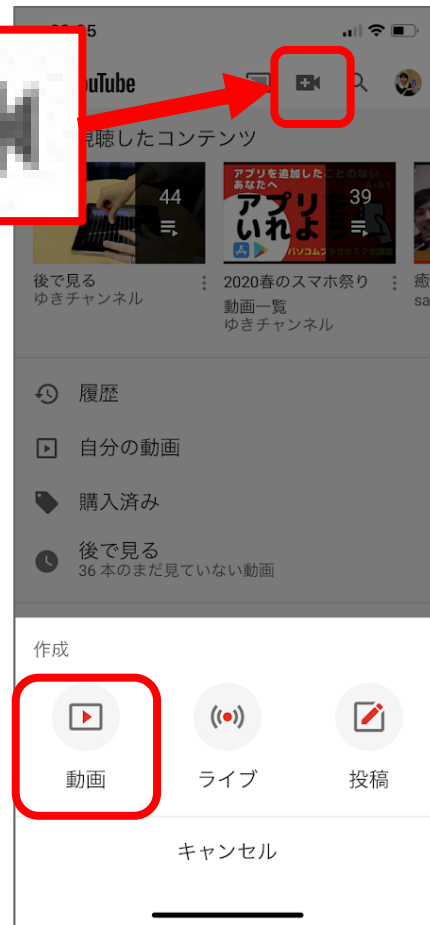 uTube
視聴したコンテンツ
44
アプリを追加したことのない
あなたへ
アプリ
いれよう
39
後で見る
ゆきチャンネル
2020春のスマホ祭り
動画一覧
ゆきチャンネル
癒
sa
履歴
自分の動画
購入済み
後で見る
36 本のまだ見ていない動画
作成
動画
ライブ
投稿
キャンセル